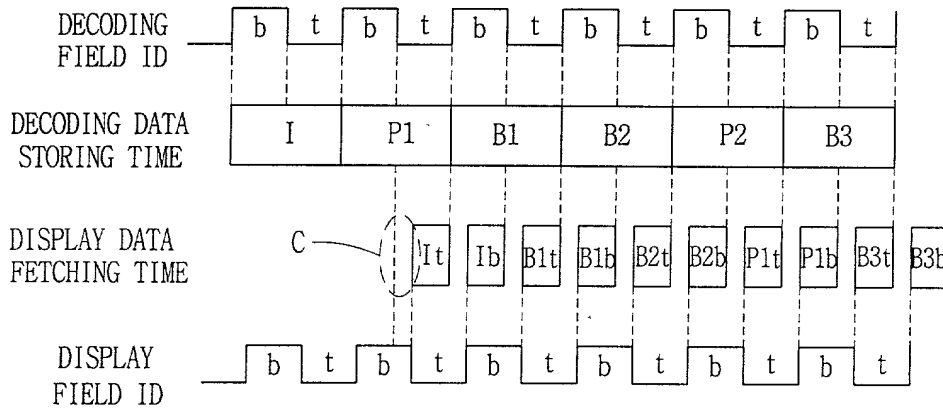 DECODING
FIELD ID
b t b t b t b t b t b t
DECODING DATA
STORING TIME
I P1 B1 B2 P2 B3
DISPLAY DATA
FETCHING TIME
C
It Ib B1t B1b B2t B2b P1t P1b B3t B3b
DISPLAY
FIELD ID
b t b t b t b t b t b t